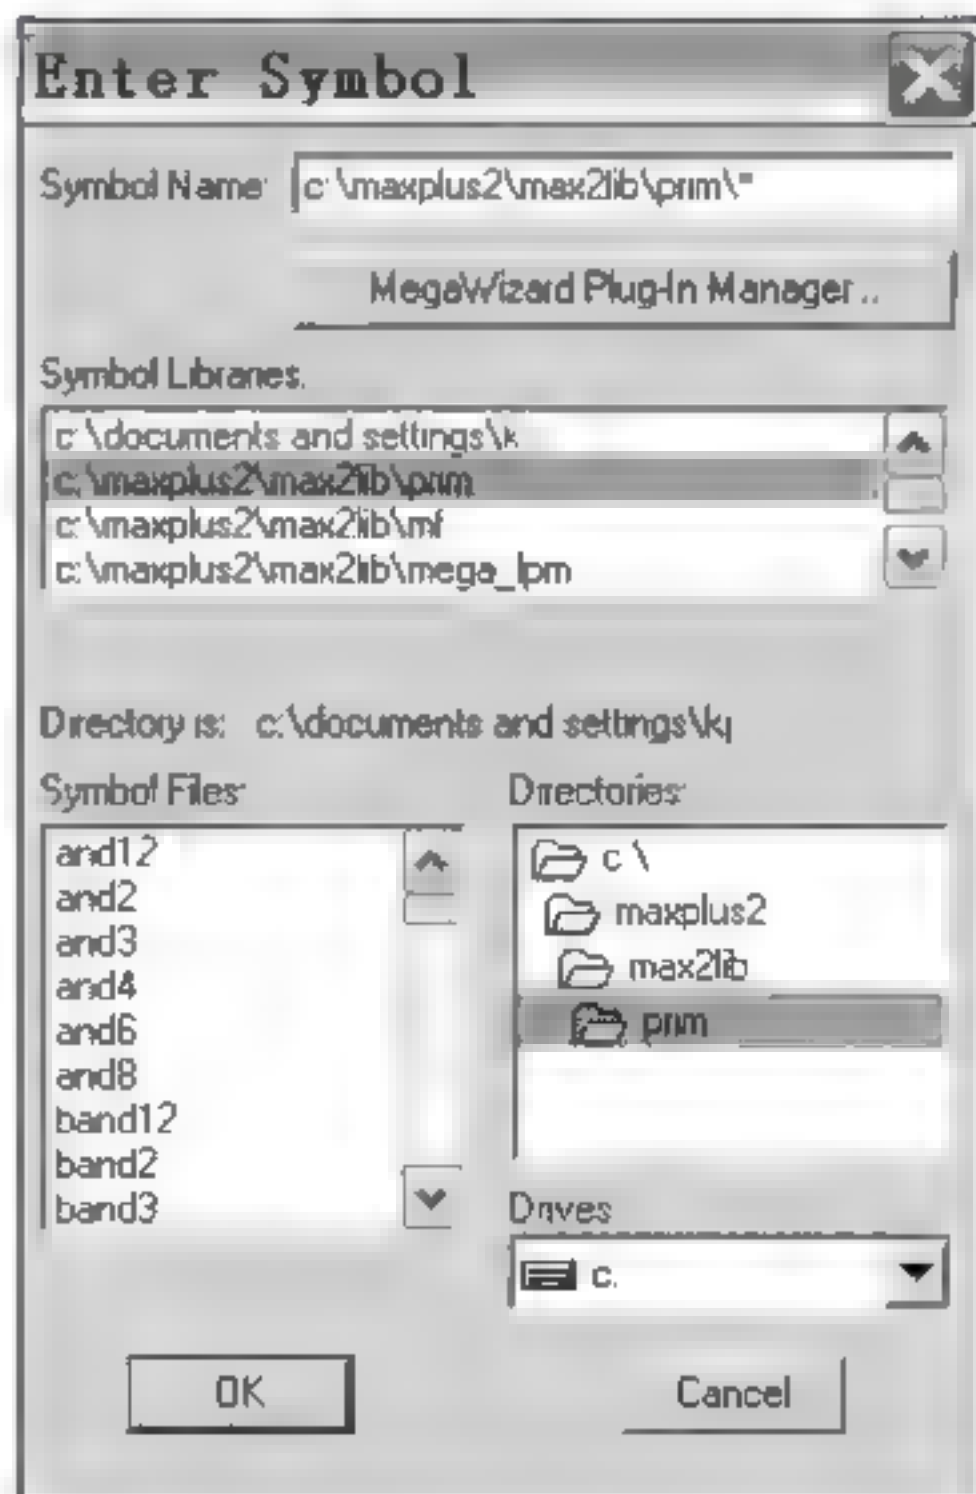 Enter Symbol
Symbol Name: c:\maxplus2\max2lib\prim\*
MegaWizard Plug-In Manager...
Symbol Libraries:
c:\documents and settings\k
c:\maxplus2\max2lib\prim
c:\maxplus2\max2lib\mf
c:\maxplus2\max2lib\mega_lpm
Directory is: c:\documents and settings\kj
Symbol Files:
and12
and2
and3
and4
and6
and8
band12
band2
band3
Directories:
c:\
maxplus2
max2lib
prim
Drives
c:
OK
Cancel